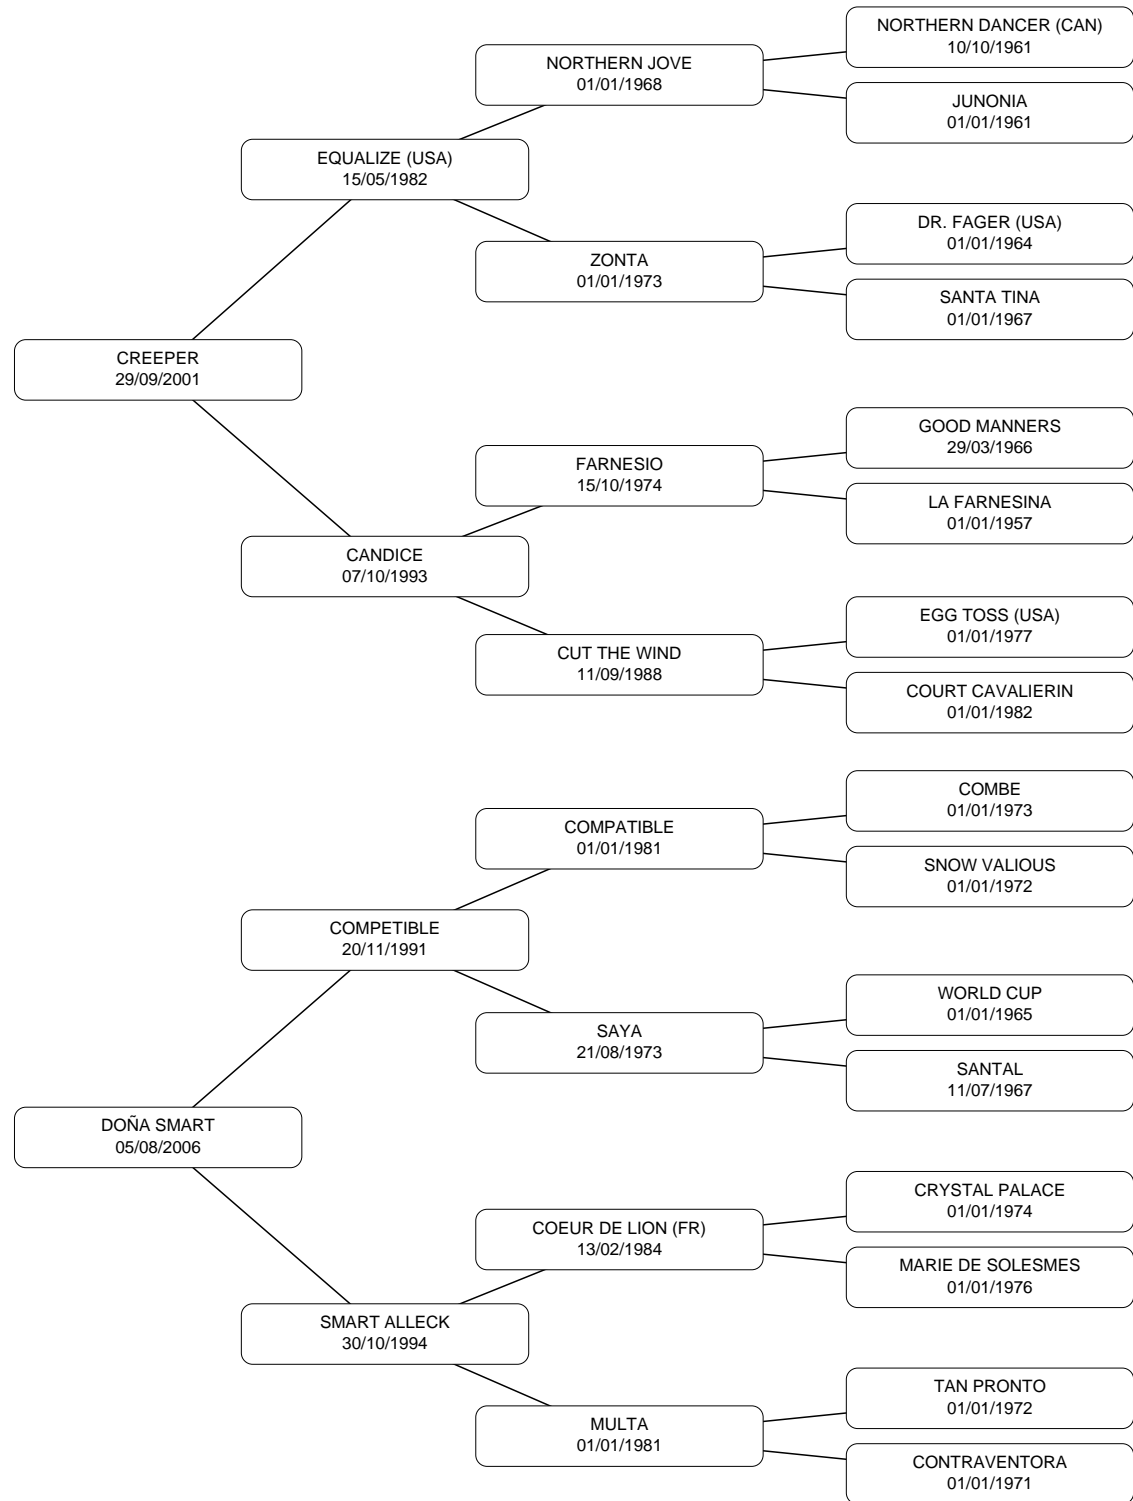 NORTHERN DANCER (CAN)
10/10/1961
NORTHERN JOVE
01/01/1968
JUNONIA
01/01/1961
EQUALIZE (USA)
15/05/1982
DR. FAGER (USA)
01/01/1964
ZONTA
01/01/1973
SANTA TINA
01/01/1967
CREEPER
29/09/2001
GOOD MANNERS
29/03/1966
FARNESIO
15/10/1974
LA FARNESINA
01/01/1957
CANDICE
07/10/1993
EGG TOSS (USA)
01/01/1977
CUT THE WIND
11/09/1988
COURT CAVALIERIN
01/01/1982
COMBE
01/01/1973
COMPATIBLE
01/01/1981
SNOW VALIOUS
01/01/1972
COMPETIBLE
20/11/1991
WORLD CUP
01/01/1965
SAYA
21/08/1973
SANTAL
11/07/1967
DOÑA SMART
05/08/2006
CRYSTAL PALACE
01/01/1974
COEUR DE LION (FR)
13/02/1984
MARIE DE SOLESMES
01/01/1976
SMART ALLECK
30/10/1994
TAN PRONTO
01/01/1972
MULTA
01/01/1981
CONTRAVENTORA
01/01/1971